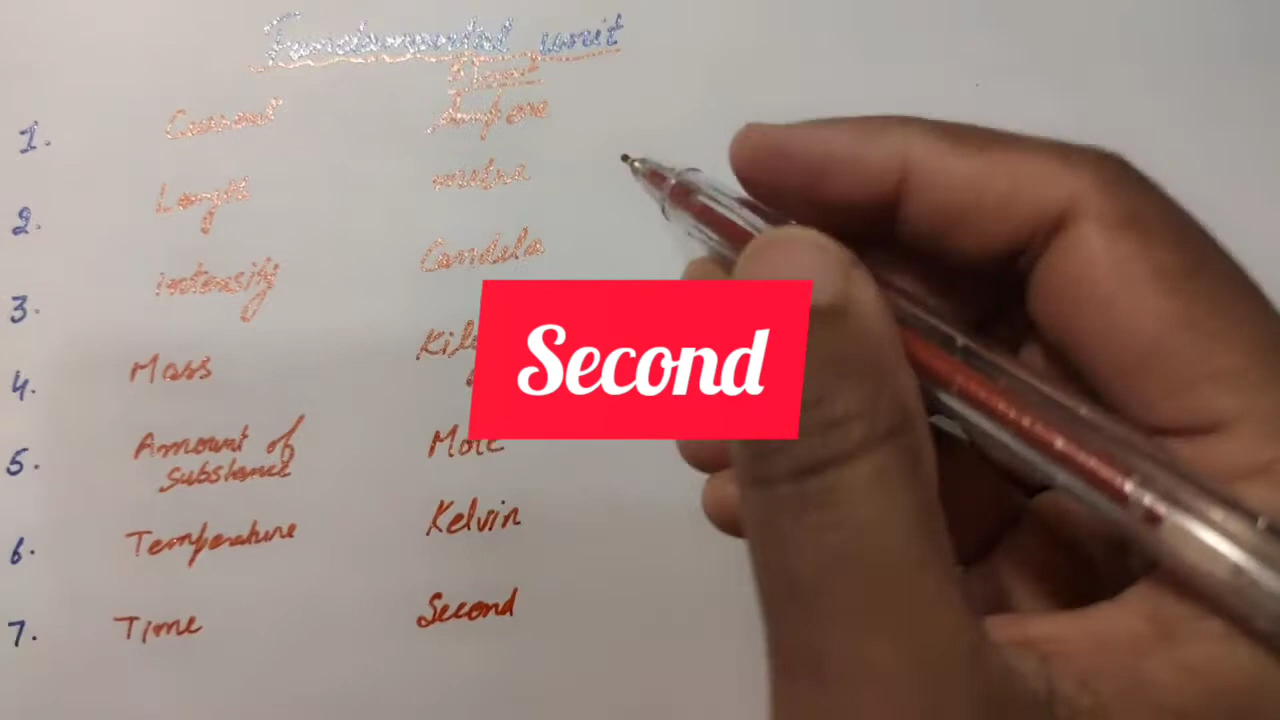 Fundamental unit
1. Current Ampere
2. Length metre
3. intensity Candela
4. Mass
5. Amount of substance Mole
6. Temperature Kelvin
7. Time Second
Second